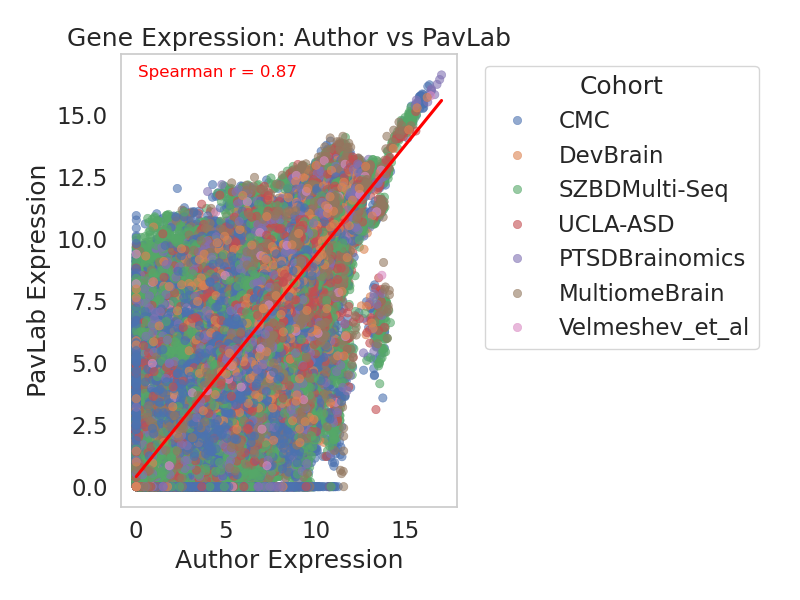 Gene Expression: Author vs PavLab
Spearman r = 0.87
PavLab Expression
15.0
12.5
10.0
7.5
5.0
2.5
0.0
0 5 10 15
Author Expression
Cohort
CMC
DevBrain
SZBDMulti-Seq
UCLA-ASD
PTSDBrainomics
MultiomeBrain
Velmeshev_et_al